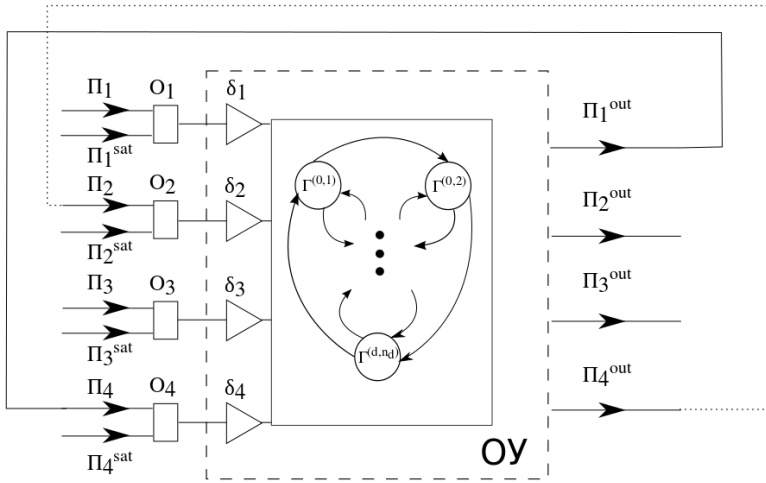 Π₁ O₁ δ₁ Π₁ᵒᵘᵗ
Π₁ˢᵃᵗ
Π₂ O₂ δ₂ Γ⁽⁰,¹⁾ Γ⁽⁰,²⁾ Π₂ᵒᵘᵗ
Π₂ˢᵃᵗ
Π₃ O₃ δ₃ Π₃ᵒᵘᵗ
Π₃ˢᵃᵗ
Γ^(d,n_d)
Π₄ O₄ δ₄ Π₄ᵒᵘᵗ
Π₄ˢᵃᵗ
ОУ